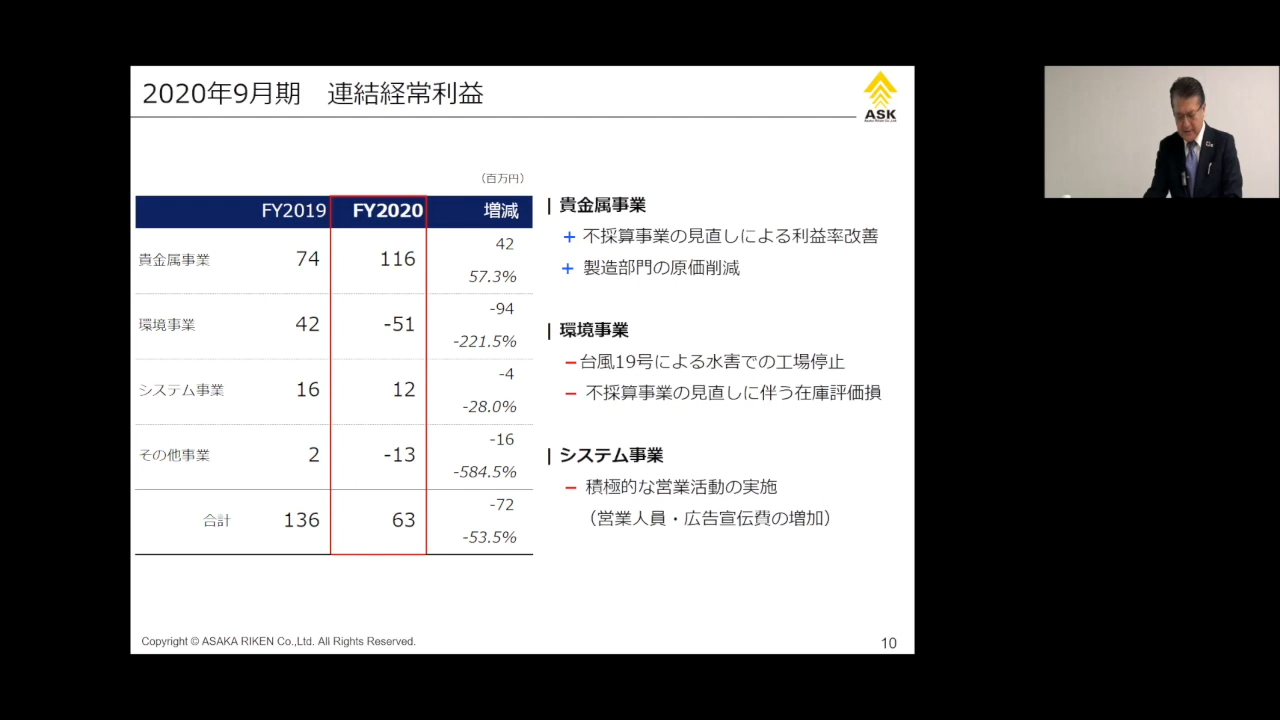 2020年9月期　連結経常利益
ASK
（百万円）
FY2019 FY2020 増減
貴金属事業 74 116 42
57.3%
環境事業 42 -51 -94
-221.5%
システム事業 16 12 -4
-28.0%
その他事業 2 -13 -16
-584.5%
合計 136 63 -72
-53.5%
| 貴金属事業
+ 不採算事業の見直しによる利益率改善
+ 製造部門の原価削減
| 環境事業
－台風19号による水害での工場停止
－ 不採算事業の見直しに伴う在庫評価損
| システム事業
－ 積極的な営業活動の実施
（営業人員・広告宣伝費の増加）
Copyright © ASAKA RIKEN Co.,Ltd. All Rights Reserved.
10